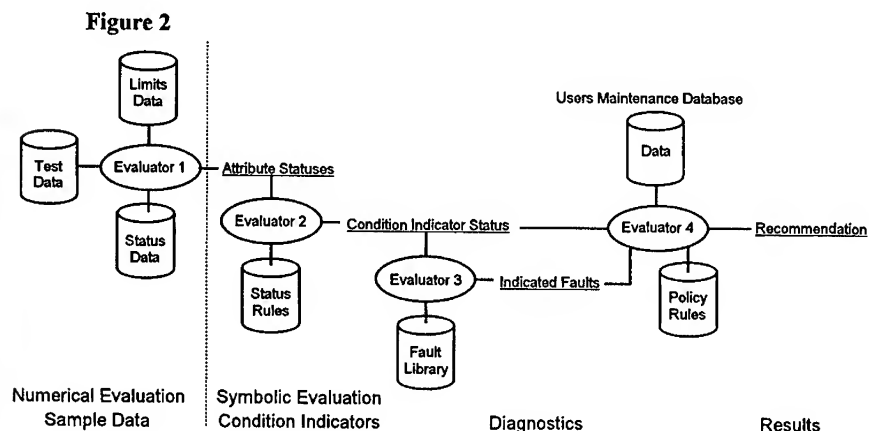 Figure 2
Limits
Data
Test
Data
Evaluator 1
Status
Data
Attribute Statuses
Evaluator 2
Status
Rules
Condition Indicator Status
Evaluator 3
Fault
Library
Indicated Faults
Users Maintenance Database
Data
Evaluator 4
Policy
Rules
Recommendation
Numerical Evaluation
Sample Data
Symbolic Evaluation
Condition Indicators
Diagnostics
Results